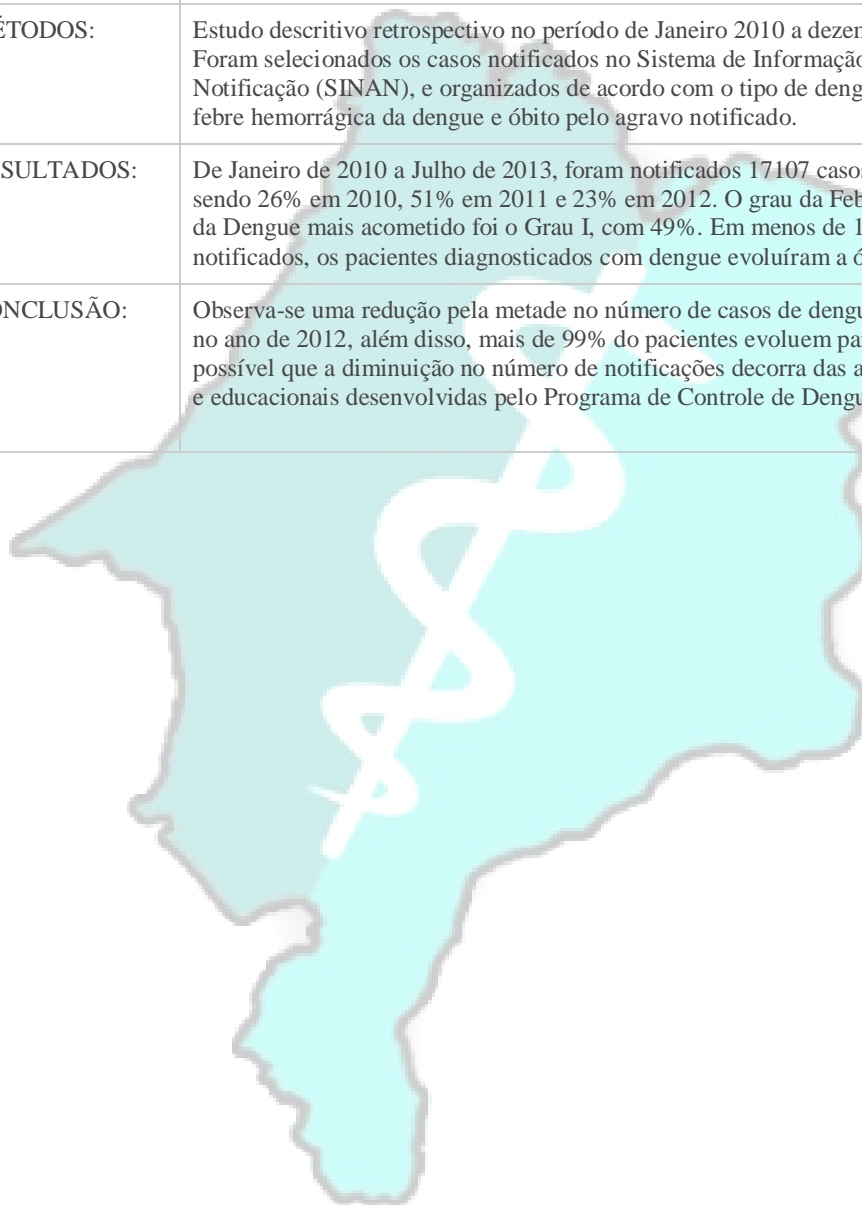 ÉTODOS:
Estudo descritivo retrospectivo no período de Janeiro 2010 a dezen
Foram selecionados os casos notificados no Sistema de Informação
Notificação (SINAN), e organizados de acordo com o tipo de deng
febre hemorrágica da dengue e óbito pelo agravo notificado.
SULTADOS:
De Janeiro de 2010 a Julho de 2013, foram notificados 17107 casos
sendo 26% em 2010, 51% em 2011 e 23% em 2012. O grau da Feb
da Dengue mais acometido foi o Grau I, com 49%. Em menos de 1
notificados, os pacientes diagnosticados com dengue evoluíram a ó
ONCLUSÃO:
Observa-se uma redução pela metade no número de casos de dengu
no ano de 2012, além disso, mais de 99% do pacientes evoluem par
possível que a diminuição no número de notificações decorra das a
e educacionais desenvolvidas pelo Programa de Controle de Dengu